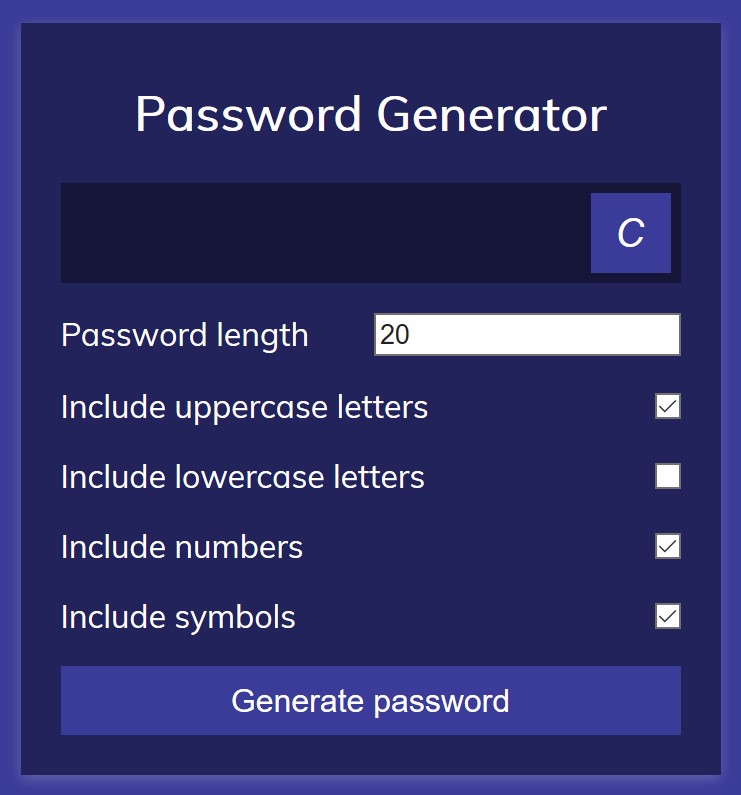 Password Generator
C
Password length 20
Include uppercase letters
Include lowercase letters
Include numbers
Include symbols
Generate password